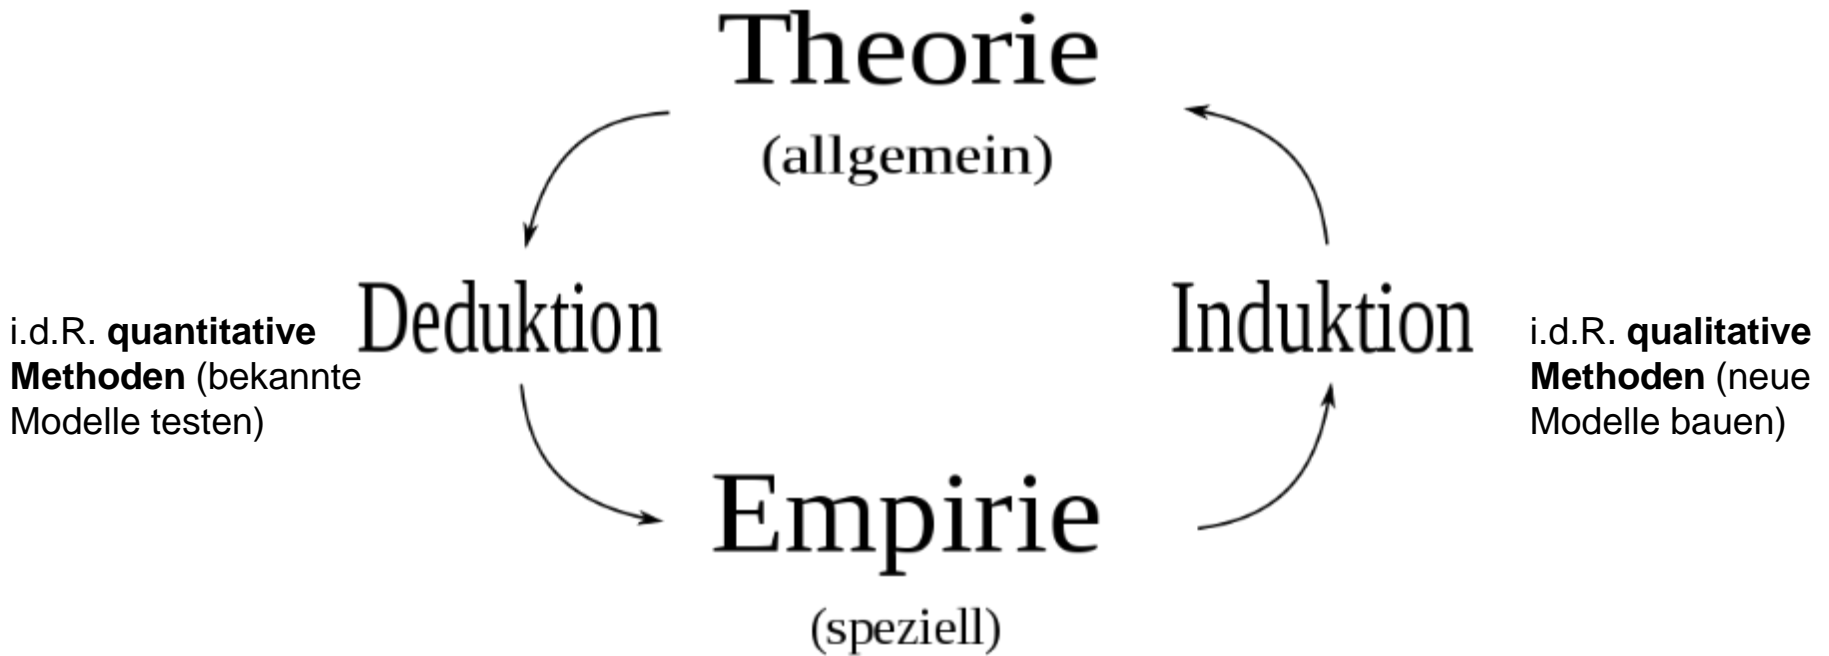 Theorie
(allgemein)
Deduktion
i.d.R. quantitative
Methoden (bekannte
Modelle testen)
Induktion
i.d.R. qualitative
Methoden (neue
Modelle bauen)
Empirie
(speziell)